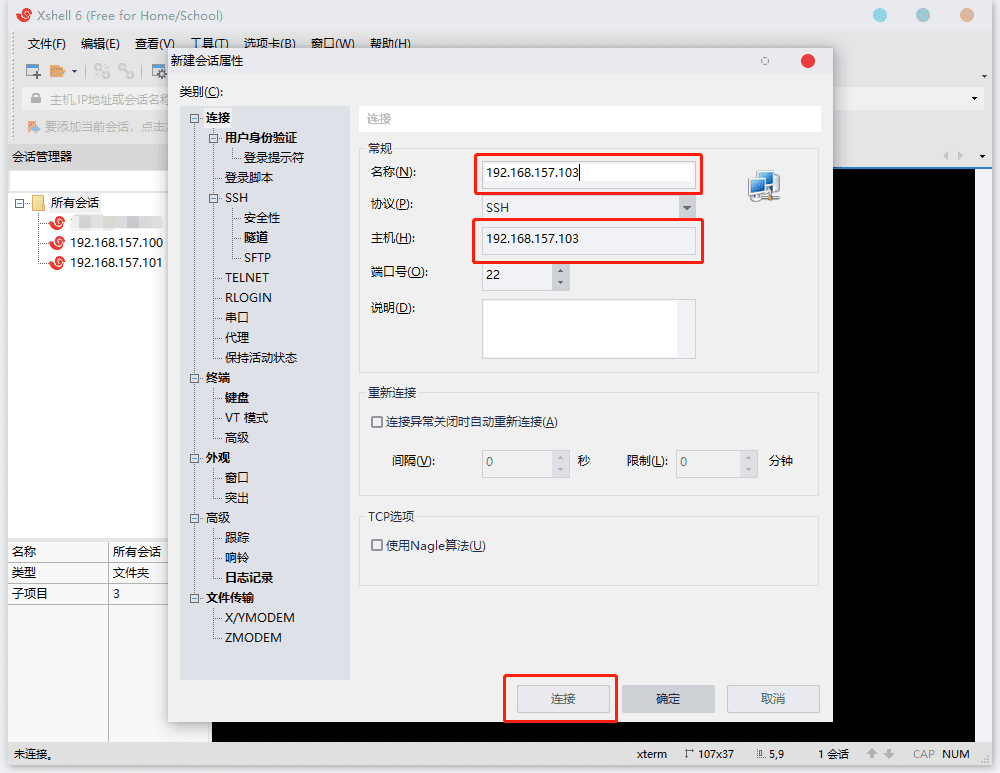 Xshell 6 (Free for Home/School)
文件(F) 编辑(E) 查看(V) 工具(T) 选项卡(B) 窗口(W) 帮助(H)
新建会话属性
主机,IP地址或会话名称
要添加当前会话，点击
会话管理器
所有会话
192.168.157.100
192.168.157.101
名称 所有会话
类型 文件夹
子项目 3
类别(C):
连接
用户身份验证
登录提示符
登录脚本
SSH
安全性
隧道
SFTP
TELNET
RLOGIN
串口
代理
保持活动状态
终端
键盘
VT 模式
高级
外观
窗口
突出
高级
跟踪
响铃
日志记录
文件传输
X/YMODEM
ZMODEM
连接
常规
名称(N): 192.168.157.103
协议(P): SSH
主机(H): 192.168.157.103
端口号(O): 22
说明(D):
重新连接
连接异常关闭时自动重新连接(A)
间隔(V): 0 秒 限制(L): 0 分钟
TCP选项
使用Nagle算法(U)
连接 确定 取消
未连接。 xterm 107x37 5,9 1 会话 CAP NUM